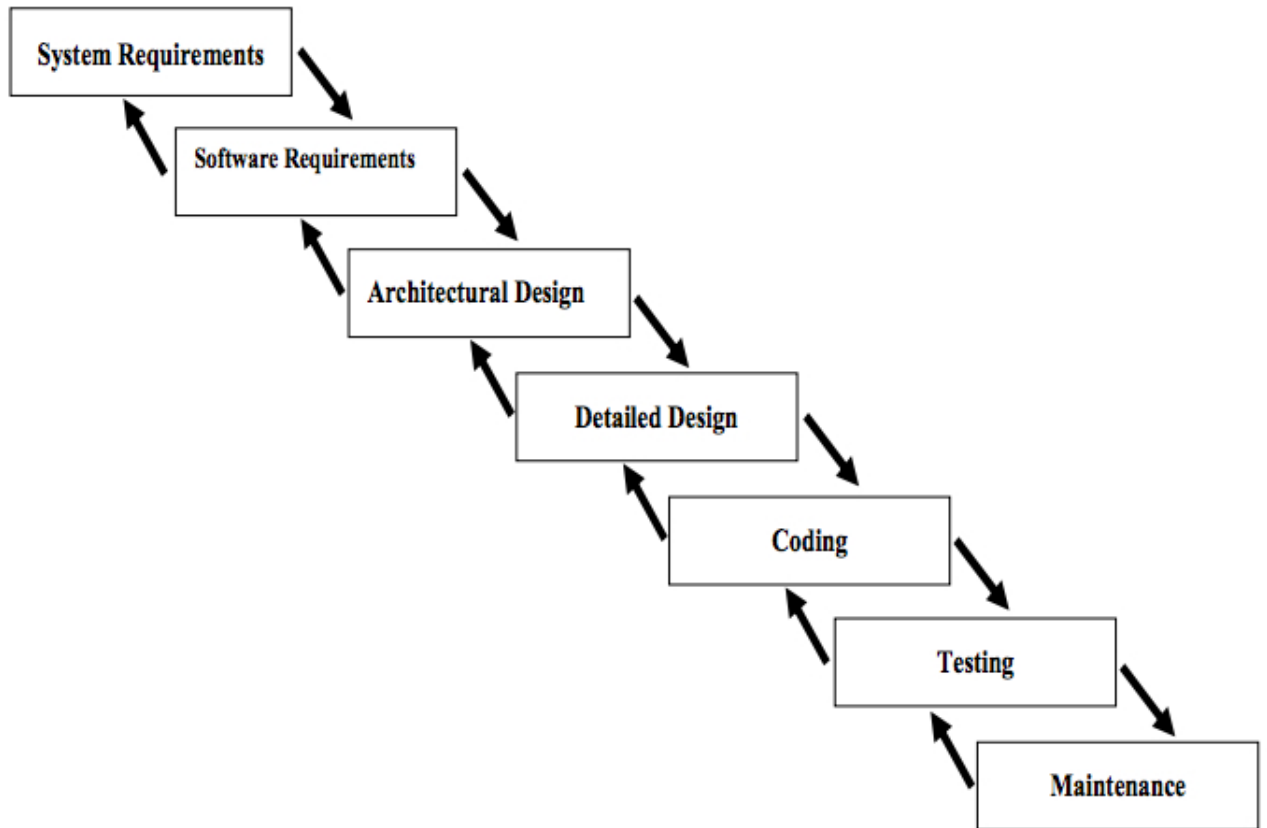 System Requirements
Software Requirements
Architectural Design
Detailed Design
Coding
Testing
Maintenance